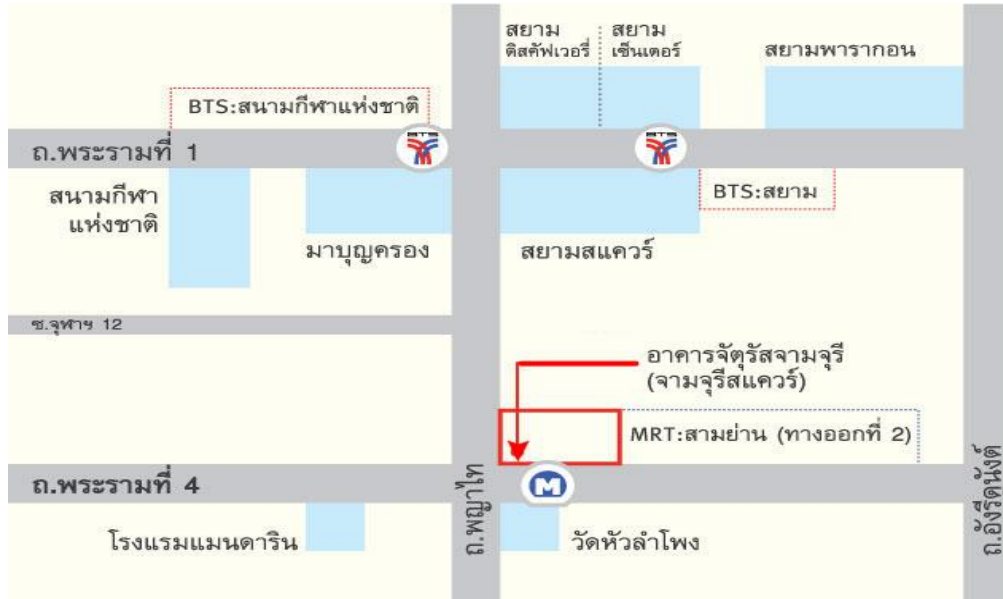 สยาม
ดิสคัฟเวอรี่
สยาม
เซ็นเตอร์
สยามพารากอน
BTS:สนามกีฬาแห่งชาติ
BTS
BTS
ถ.พระรามที่ 1
สนามกีฬา
แห่งชาติ
มาบุญครอง
สยามสแควร์
BTS:สยาม
ซ.จุฬาฯ 12
อาคารจัตุรัสจามจุรี
(จามจุรีสแควร์)
MRT:สามย่าน (ทางออกที่ 2)
ถ.พระรามที่ 4
M
ถ.พญาไท
ถ.อังรีดูนังต์
โรงแรมแมนดาริน
วัดหัวลำโพง